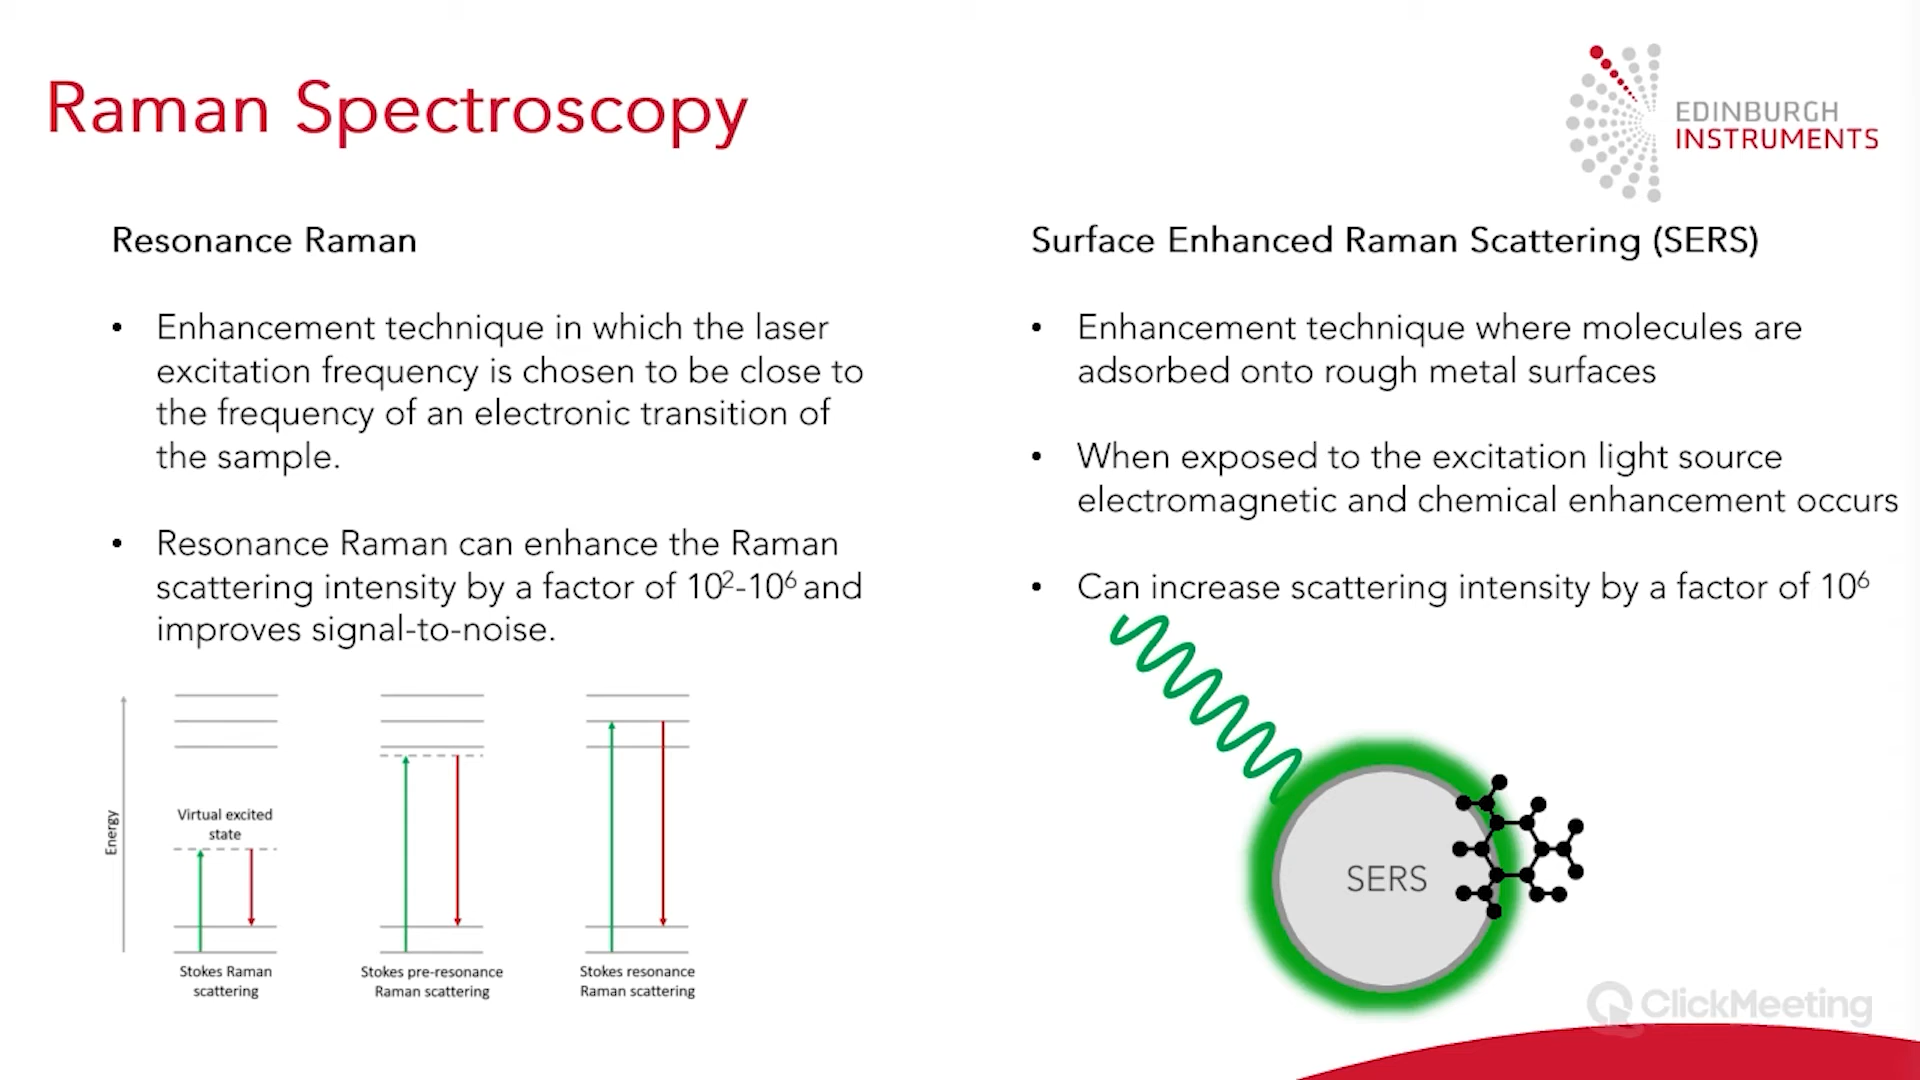 Raman Spectroscopy
EDINBURGH
INSTRUMENTS
Resonance Raman
• Enhancement technique in which the laser
excitation frequency is chosen to be close to
the frequency of an electronic transition of
the sample.
• Resonance Raman can enhance the Raman
scattering intensity by a factor of 10²-10⁶ and
improves signal-to-noise.
Energy
Virtual excited
state
Stokes Raman
scattering
Stokes pre-resonance
Raman scattering
Stokes resonance
Raman scattering
Surface Enhanced Raman Scattering (SERS)
• Enhancement technique where molecules are
adsorbed onto rough metal surfaces
• When exposed to the excitation light source
electromagnetic and chemical enhancement occurs
• Can increase scattering intensity by a factor of 10⁶
SERS
ClickMeeting